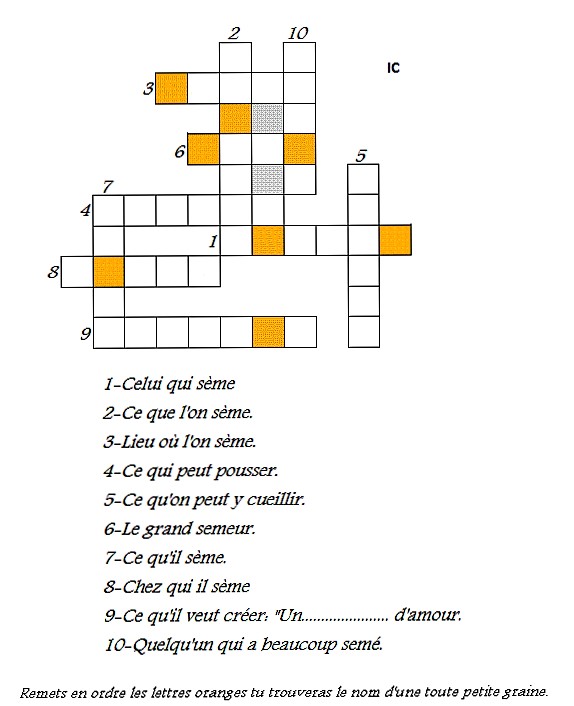 2 10
IC
3
6
5
7
4
1
8
9
1-Celui qui sème
2-Ce que l'on sème.
3-Lieu où l'on sème.
4-Ce qui peut pousser.
5-Ce qu'on peut y cueillir.
6-Le grand semeur.
7-Ce qu'il sème.
8-Chez qui il sème
9-Ce qu'il veut créer: "Un...................... d'amour.
10-Quelqu'un qui a beaucoup semé.
Remets en ordre les lettres oranges tu trouveras le nom d'une toute petite graine.